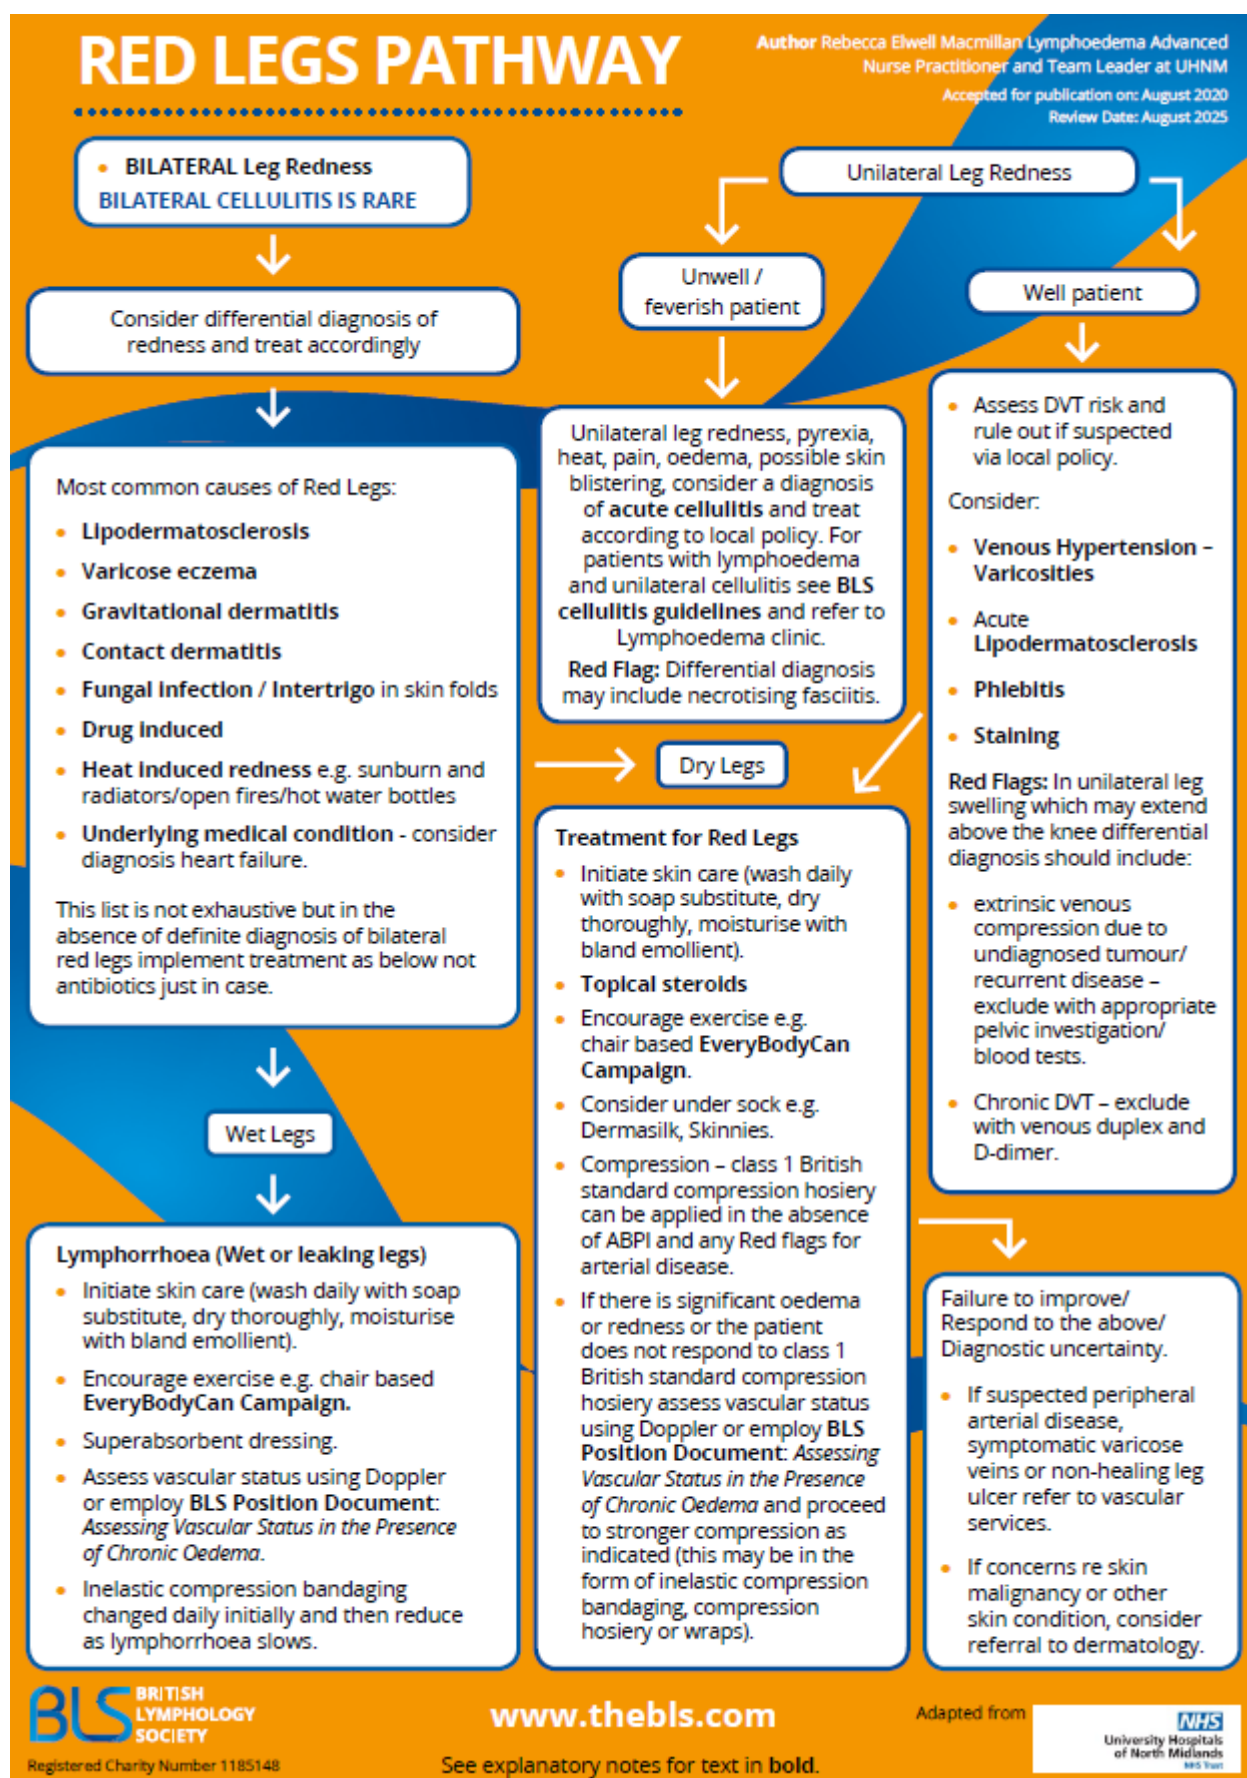 RED LEGS PATHWAY
Author Rebecca Elwell Macmillan Lymphoedema Advanced
Nurse Practitioner and Team Leader at UHNM
Accepted for publication on: August 2020
Review Date: August 2025
• BILATERAL Leg Redness
BILATERAL CELLULITIS IS RARE
Consider differential diagnosis of
redness and treat accordingly
Most common causes of Red Legs:
• Lipodermatosclerosis
• Varicose eczema
• Gravitational dermatitis
• Contact dermatitis
• Fungal infection / Intertrigo in skin folds
• Drug induced
• Heat induced redness e.g. sunburn and
radiators/open fires/hot water bottles
• Underlying medical condition - consider
diagnosis heart failure.
This list is not exhaustive but in the
absence of definite diagnosis of bilateral
red legs implement treatment as below not
antibiotics just in case.
Wet Legs
Lymphorrhoea (Wet or leaking legs)
• Initiate skin care (wash daily with soap
substitute, dry thoroughly, moisturise
with bland emollient).
• Encourage exercise e.g. chair based
EveryBodyCan Campaign.
• Superabsorbent dressing.
• Assess vascular status using Doppler
or employ BLS Position Document:
Assessing Vascular Status in the Presence
of Chronic Oedema.
• Inelastic compression bandaging
changed daily initially and then reduce
as lymphorrhoea slows.
Unilateral Leg Redness
Unwell /
feverish patient
Unilateral leg redness, pyrexia,
heat, pain, oedema, possible skin
blistering, consider a diagnosis
of acute cellulitis and treat
according to local policy. For
patients with lymphoedema
and unilateral cellulitis see BLS
cellulitis guidelines and refer to
Lymphoedema clinic.
Red Flag: Differential diagnosis
may include necrotising fasciitis.
Dry Legs
Treatment for Red Legs
• Initiate skin care (wash daily
with soap substitute, dry
thoroughly, moisturise with
bland emollient).
• Topical steroids
• Encourage exercise e.g.
chair based EveryBodyCan
Campaign.
• Consider under sock e.g.
Dermasilk, Skinnies.
• Compression – class 1 British
standard compression hosiery
can be applied in the absence
of ABPI and any Red flags for
arterial disease.
• If there is significant oedema
or redness or the patient
does not respond to class 1
British standard compression
hosiery assess vascular status
using Doppler or employ BLS
Position Document: Assessing
Vascular Status in the Presence
of Chronic Oedema and proceed
to stronger compression as
indicated (this may be in the
form of inelastic compression
bandaging, compression
hosiery or wraps).
Well patient
• Assess DVT risk and
rule out if suspected
via local policy.
Consider:
• Venous Hypertension –
Varicosities
• Acute
Lipodermatosclerosis
• Phlebitis
• Staining
Red Flags: In unilateral leg
swelling which may extend
above the knee differential
diagnosis should include:
• extrinsic venous
compression due to
undiagnosed tumour/
recurrent disease –
exclude with appropriate
pelvic investigation/
blood tests.
• Chronic DVT – exclude
with venous duplex and
D-dimer.
Failure to improve/
Respond to the above/
Diagnostic uncertainty.
• If suspected peripheral
arterial disease,
symptomatic varicose
veins or non-healing leg
ulcer refer to vascular
services.
• If concerns re skin
malignancy or other
skin condition, consider
referral to dermatology.
BLS BRITISH
LYMPHOLOGY
SOCIETY
Registered Charity Number 1185148
www.thebls.com
See explanatory notes for text in bold.
Adapted from
NHS
University Hospitals
of North Midlands
NHS Trust